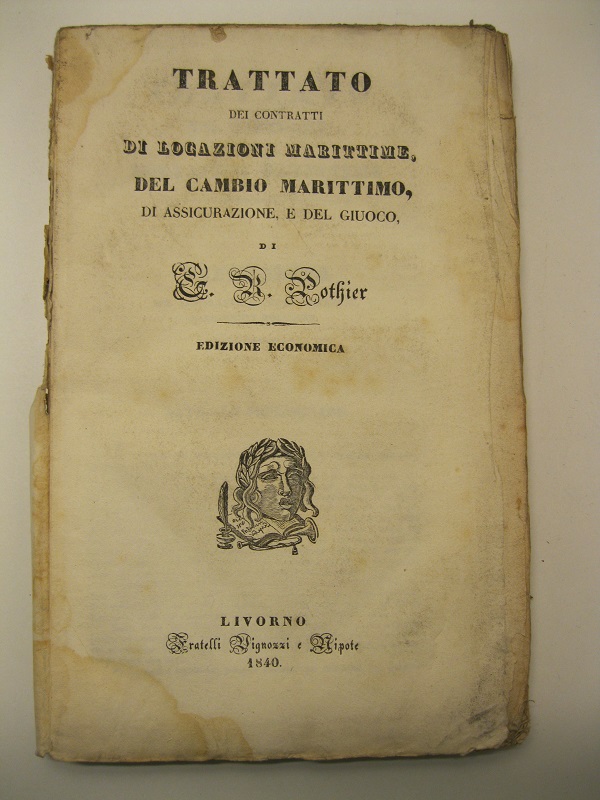 TRATTATO
DEI CONTRATTI
DI LOCAZIONI MARITTIME,
DEL CAMBIO MARITTIMO,
DI ASSICURAZIONE, E DEL GIUOCO,
DI
G. R. Pothier
EDIZIONE ECONOMICA
LIVORNO
Fratelli Vignozzi e Nipote
1840.